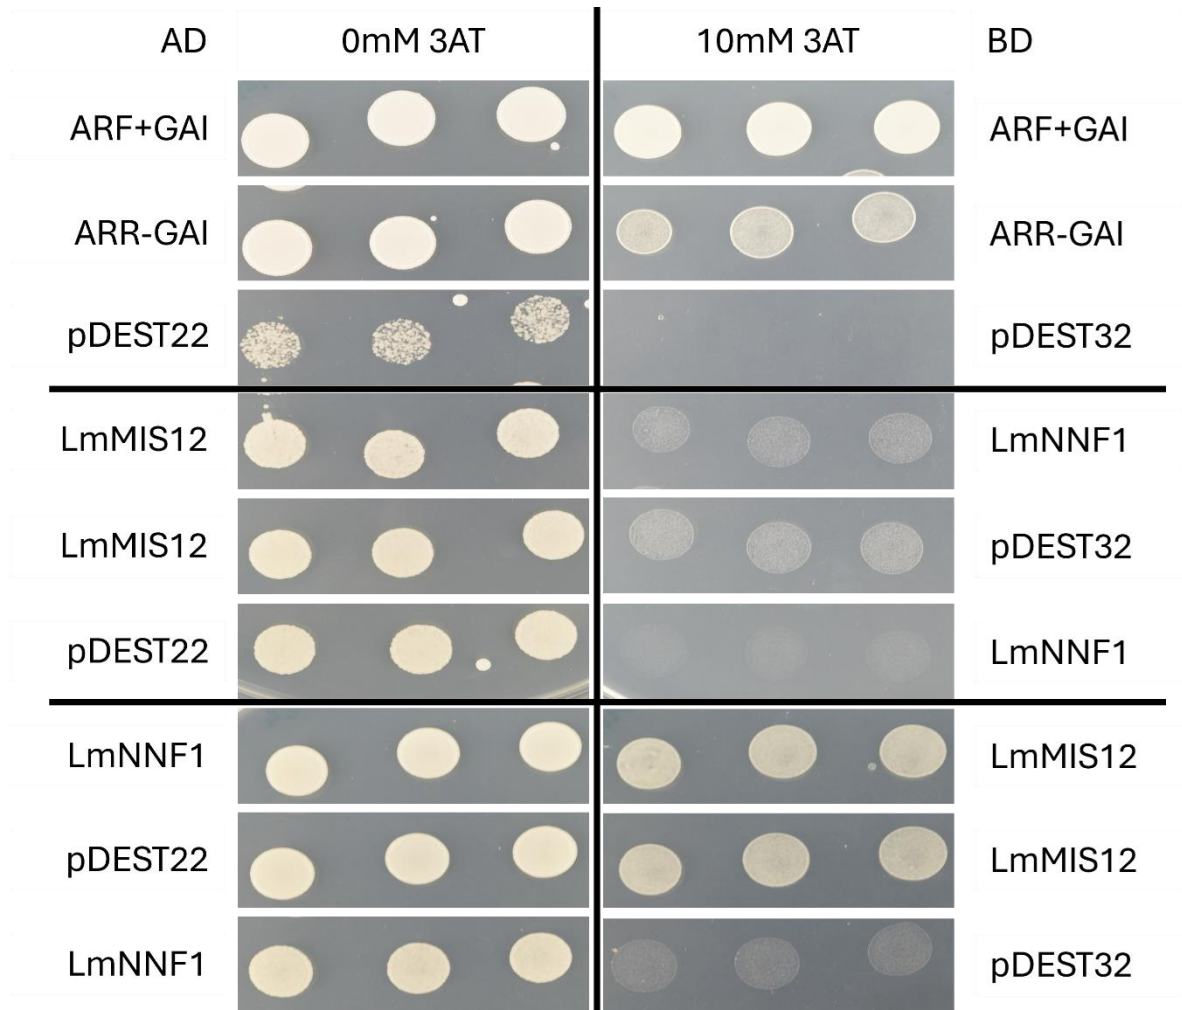 AD 0mM 3AT 10mM 3AT BD
ARF+GAI ARF+GAI
ARR-GAI ARR-GAI
pDEST22 pDEST32
LmMIS12 LmNNF1
LmMIS12 pDEST32
pDEST22 LmNNF1
LmNNF1 LmMIS12
pDEST22 LmMIS12
LmNNF1 pDEST32